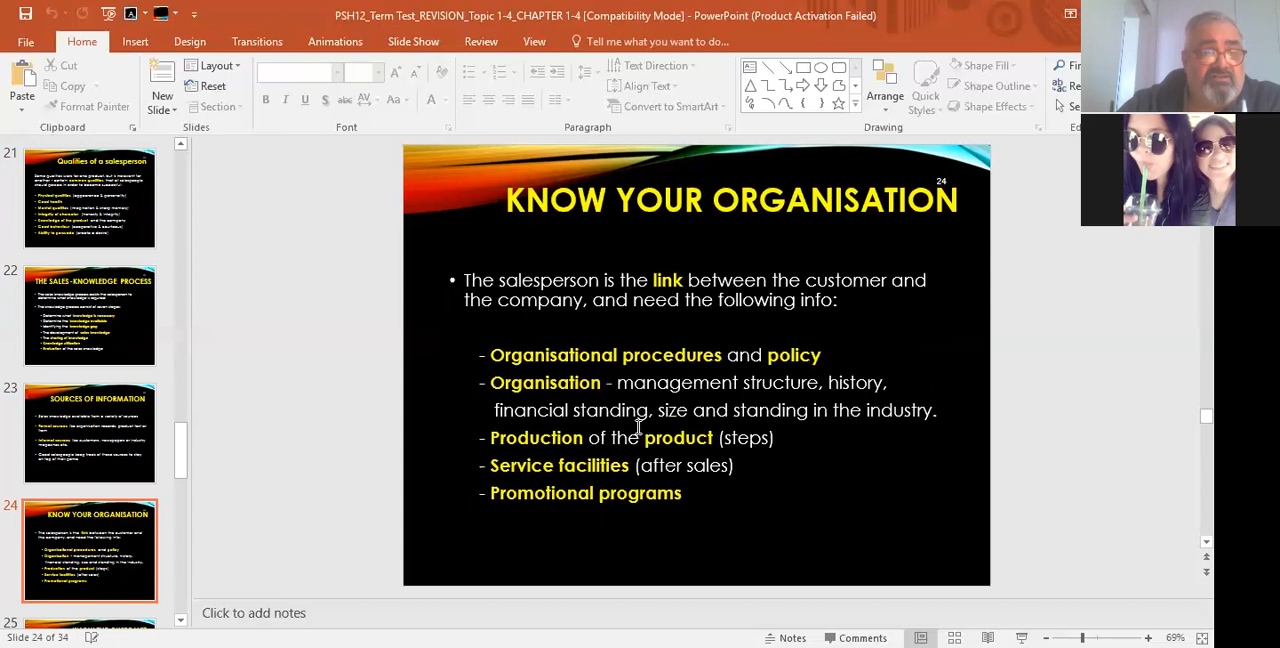 PSH12_Term Test_REVISION_Topic 1-4_CHAPTER 1-4 [Compatibility Mode] - PowerPoint (Product Activation Failed)
File Home Insert Design Transitions Animations Slide Show Review View Tell me what you want to do...
Paste
Cut
Copy
Format Painter
Clipboard
New
Slide
Layout
Reset
Section
Slides
B I U S abc AV Aa A
Font
Text Direction
Align Text
Convert to SmartArt
Paragraph
Arrange
Quick
Styles
Shape Fill
Shape Outline
Shape Effects
Drawing
21
Qualities of a salesperson
22
THE SALES-KNOWLEDGE PROCESS
23
SOURCES OF INFORMATION
24
KNOW YOUR ORGANISATION
25
24
KNOW YOUR ORGANISATION
• The salesperson is the link between the customer and
the company, and need the following info:
- Organisational procedures and policy
- Organisation - management structure, history,
financial standing, size and standing in the industry.
- Production of the product (steps)
- Service facilities (after sales)
- Promotional programs
Click to add notes
Slide 24 of 34
Notes Comments 69%